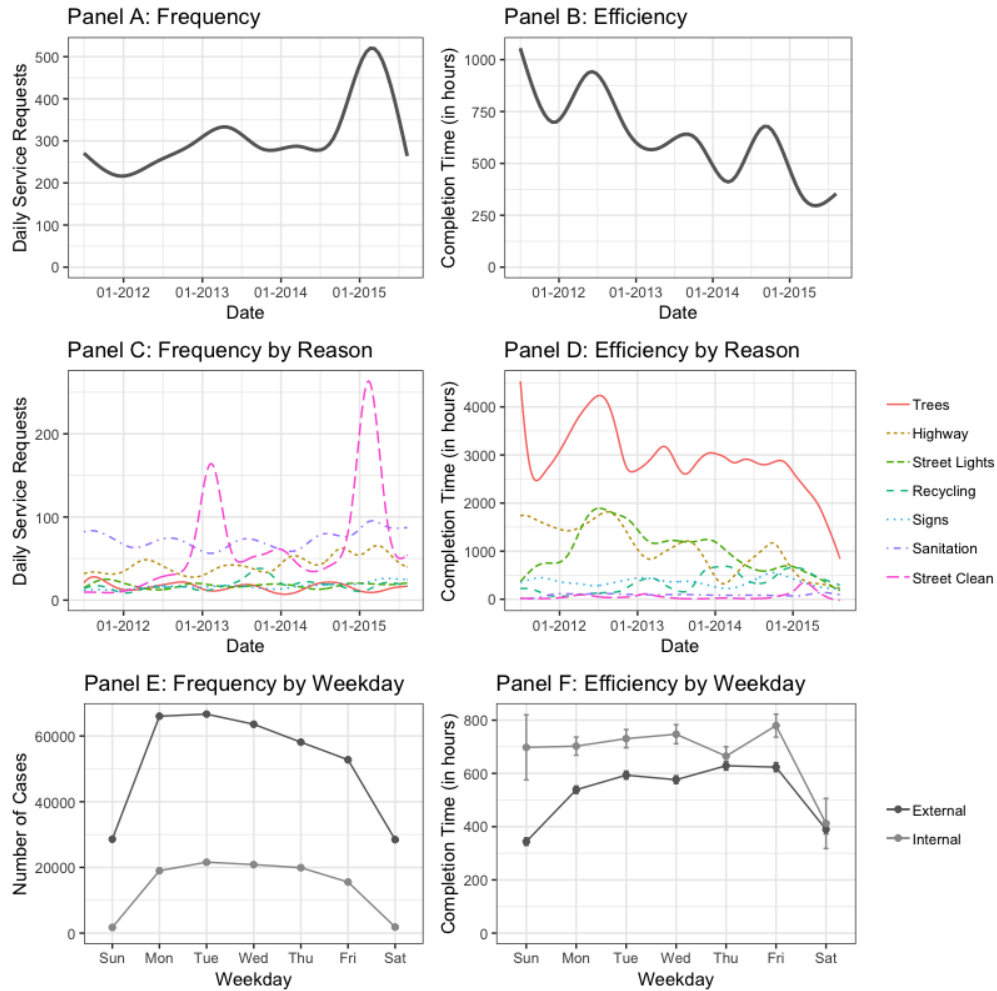 Panel A: Frequency
Daily Service Requests
500
400
300
200
100
0
01-2012 01-2013 01-2014 01-2015
Date
Panel B: Efficiency
Completion Time (in hours)
1000
750
500
250
0
01-2012 01-2013 01-2014 01-2015
Date
Panel C: Frequency by Reason
Daily Service Requests
200
100
0
01-2012 01-2013 01-2014 01-2015
Date
Panel D: Efficiency by Reason
Completion Time (in hours)
4000
3000
2000
1000
0
01-2012 01-2013 01-2014 01-2015
Date
Trees
Highway
Street Lights
Recycling
Signs
Sanitation
Street Clean
Panel E: Frequency by Weekday
Number of Cases
60000
40000
20000
0
Sun Mon Tue Wed Thu Fri Sat
Weekday
Panel F: Efficiency by Weekday
Completion Time (in hours)
800
600
400
200
0
Sun Mon Tue Wed Thu Fri Sat
Weekday
External
Internal